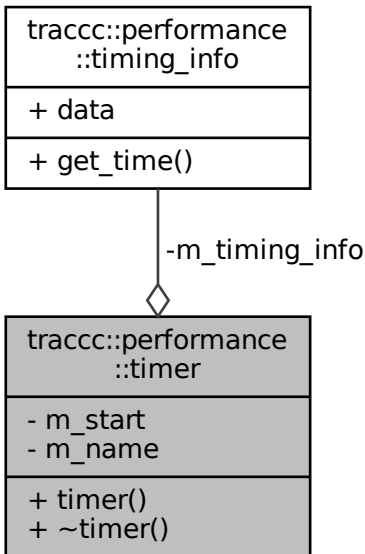 traccc::performance
::timing_info
+ data
+ get_time()
-m_timing_info
traccc::performance
::timer
- m_start
- m_name
+ timer()
+ ~timer()